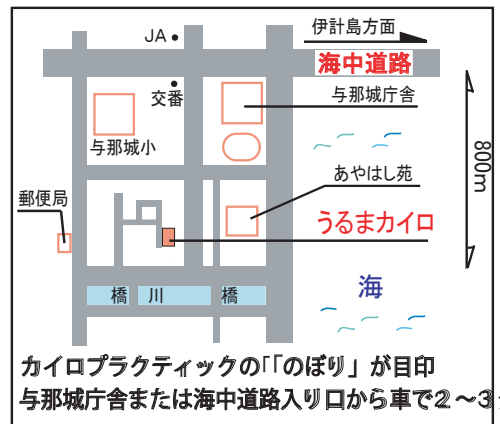 伊計島方面
JA
海中道路
交番
与那城庁舎
与那城小
800m
あやはし苑
郵便局
うるまカイロ
海
橋 川 橋
カイロプラクティックの「「のぼり」が目印
与那城庁舎または海中道路入り口から車で2～3